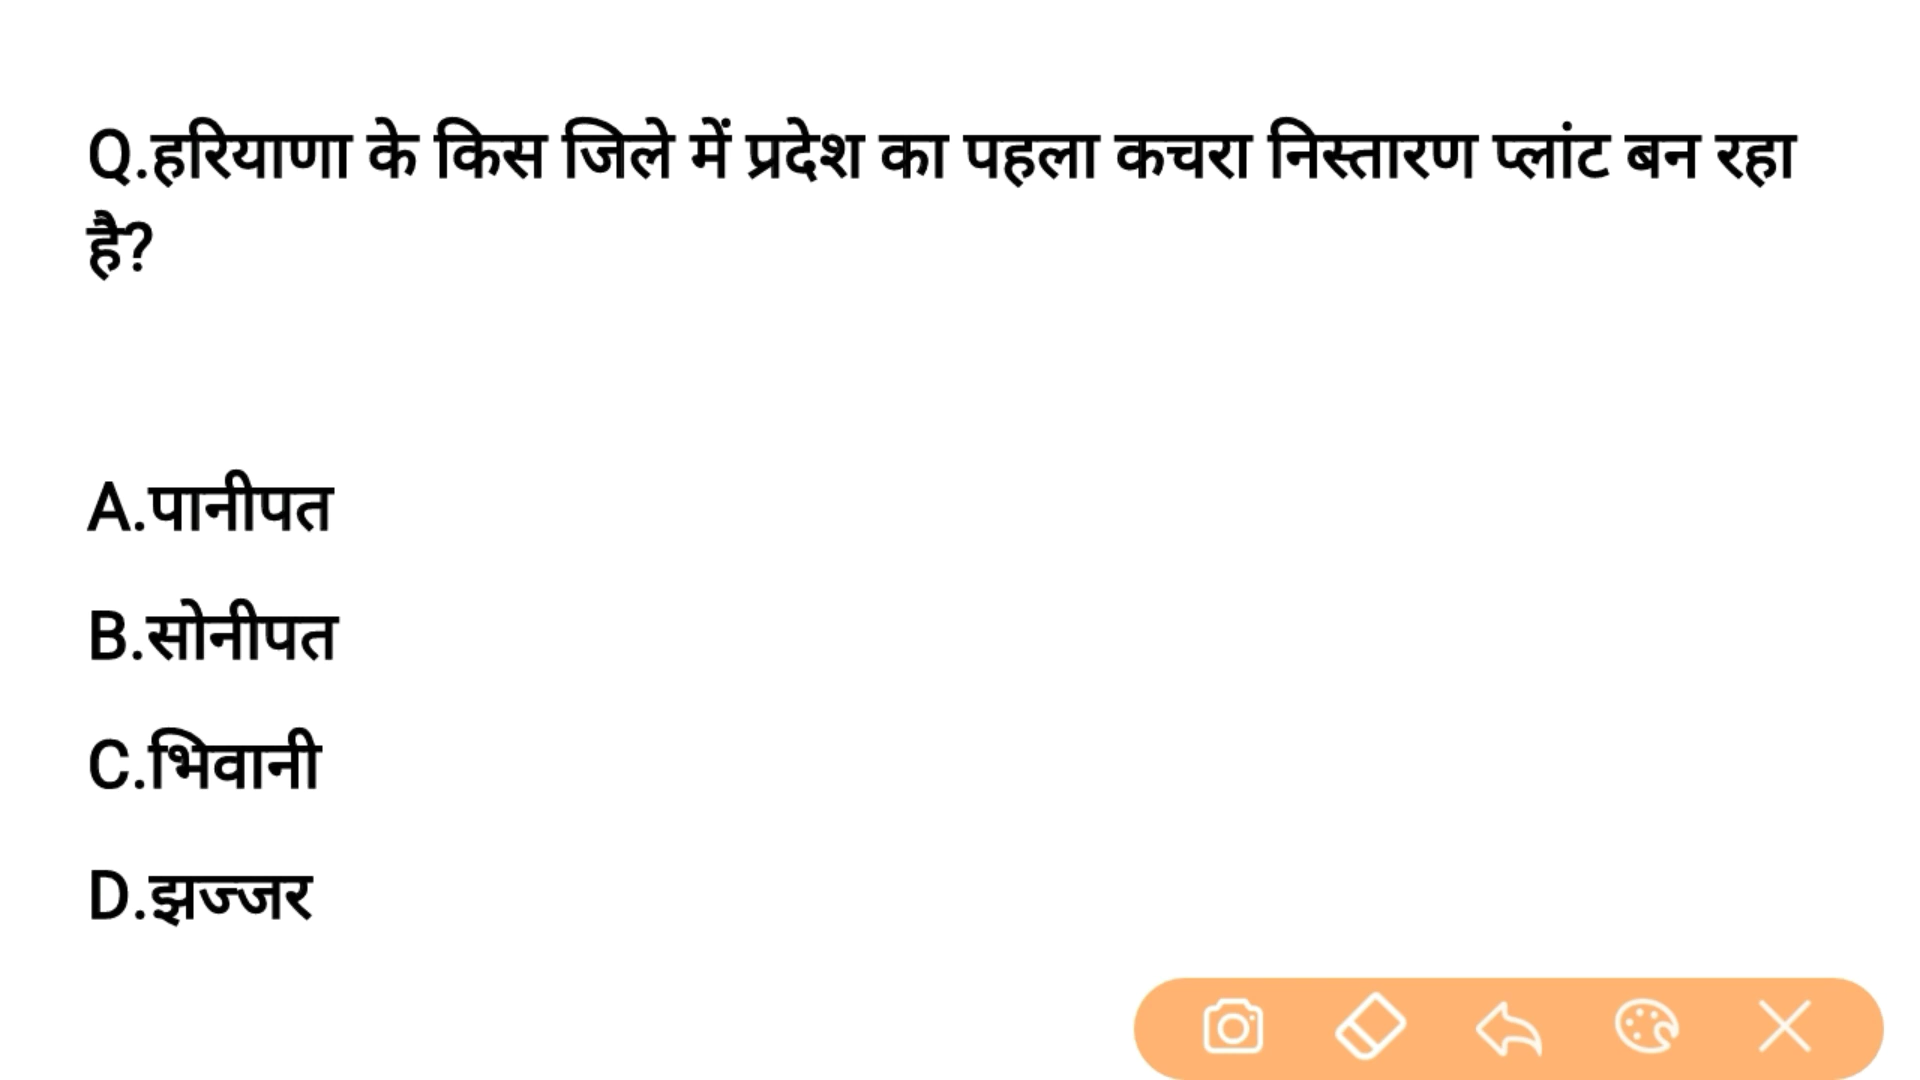 Q.हरियाणा के किस जिले में प्रदेश का पहला कचरा निस्तारण प्लांट बन रहा
है?
A.पानीपत
B.सोनीपत
C.भिवानी
D.झज्जर